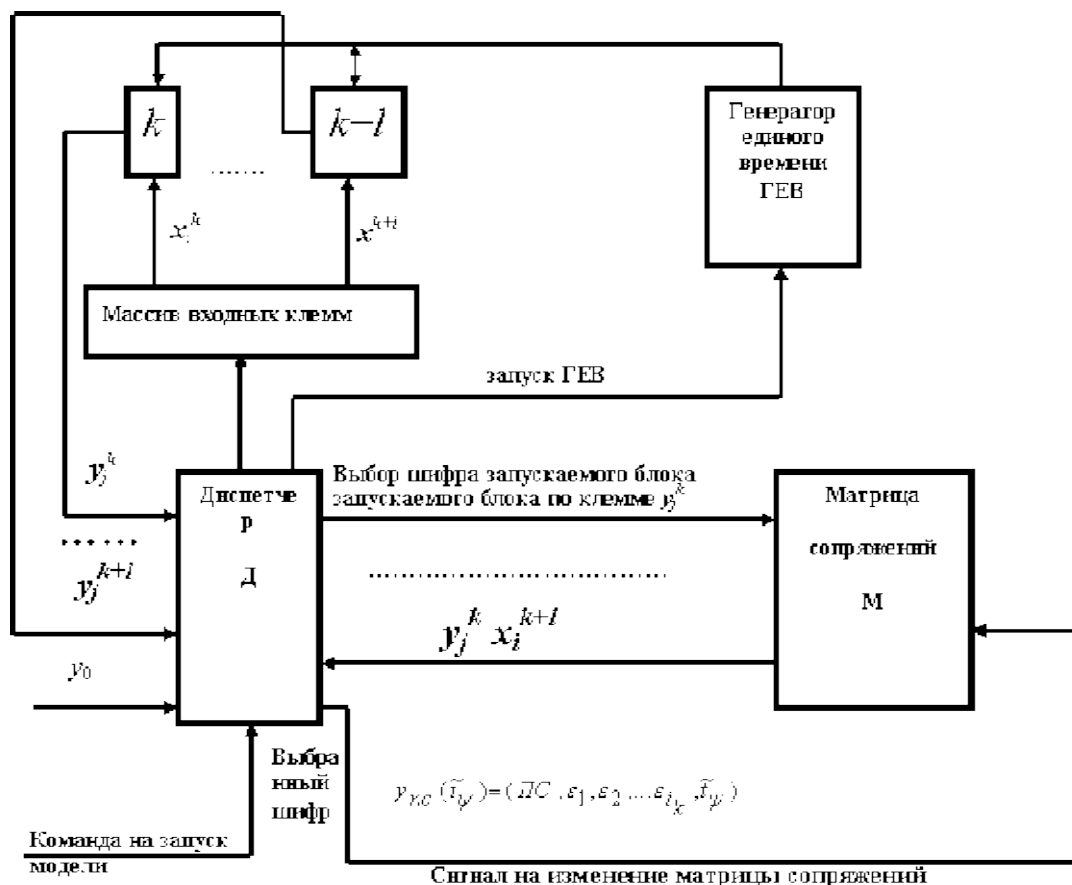 k
k–l
Генератор
единого
времени
ГЕВ
.......
x^{k+l}
Массив входных клемм
запуск ГЕВ
y_j^k
Диспетче
р
Д
Выбор шифра запускаемого блока
запускаемого блока по клемме y_j^k
Матрица
сопряжений
М
.......
y_j^{k+l}
y_j^k x_i^{k+l}
y_0
Выбра
нный
шифр
Команда на запуск
модели
Сигнал на изменение матрицы сопряжений